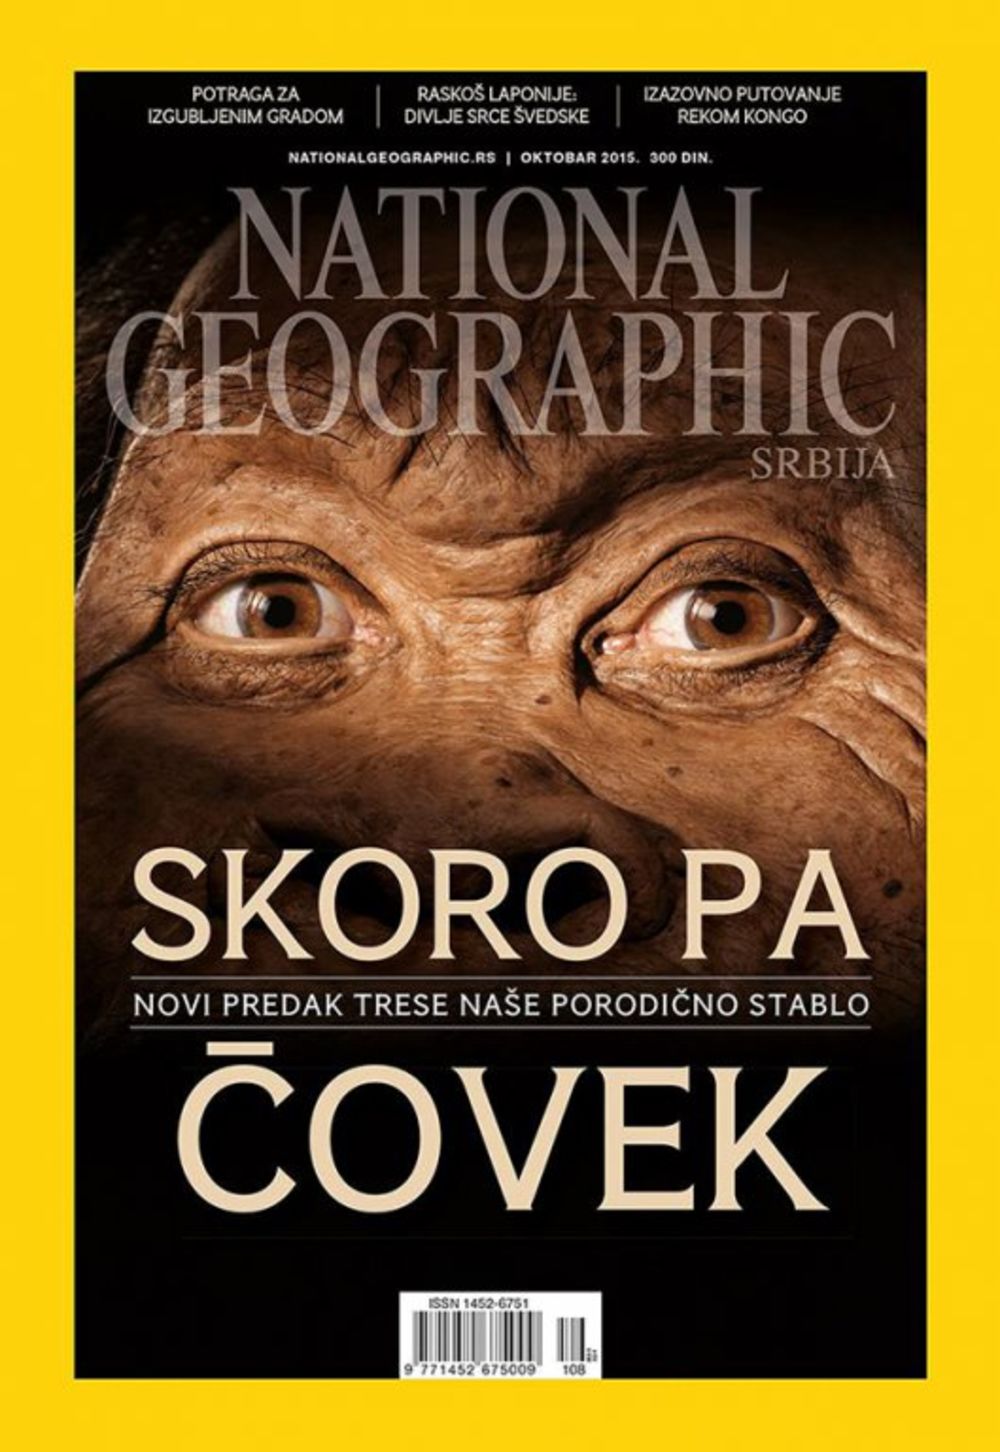 POTRAGA ZA
IZGUBLJENIM GRADOM
RASKOŠ LAPONIJE:
DIVLJE SRCE ŠVEDSKE
IZAZOVNO PUTOVANJE
REKOM KONGO
NATIONALGEOGRAPHIC.RS | OKTOBAR 2015. 300 DIN.
NATIONAL
GEOGRAPHIC
SRBIJA
SKORO PA
NOVI PREDAK TRESE NAŠE PORODIČNO STABLO
ČOVEK
ISSN 1452-6751
9 771452 675009
108